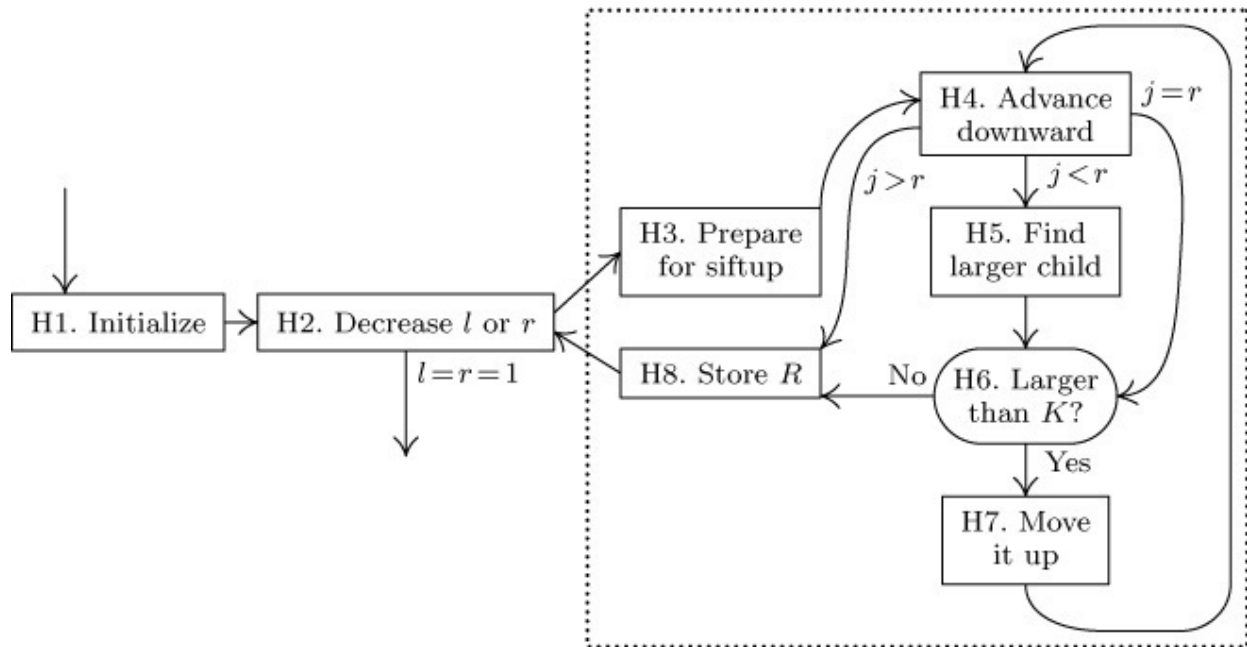 H4. Advance
downward
j = r
j > r
j < r
H3. Prepare
for siftup
H5. Find
larger child
H1. Initialize
H2. Decrease l or r
l = r = 1
H8. Store R
No
H6. Larger
than K?
Yes
H7. Move
it up